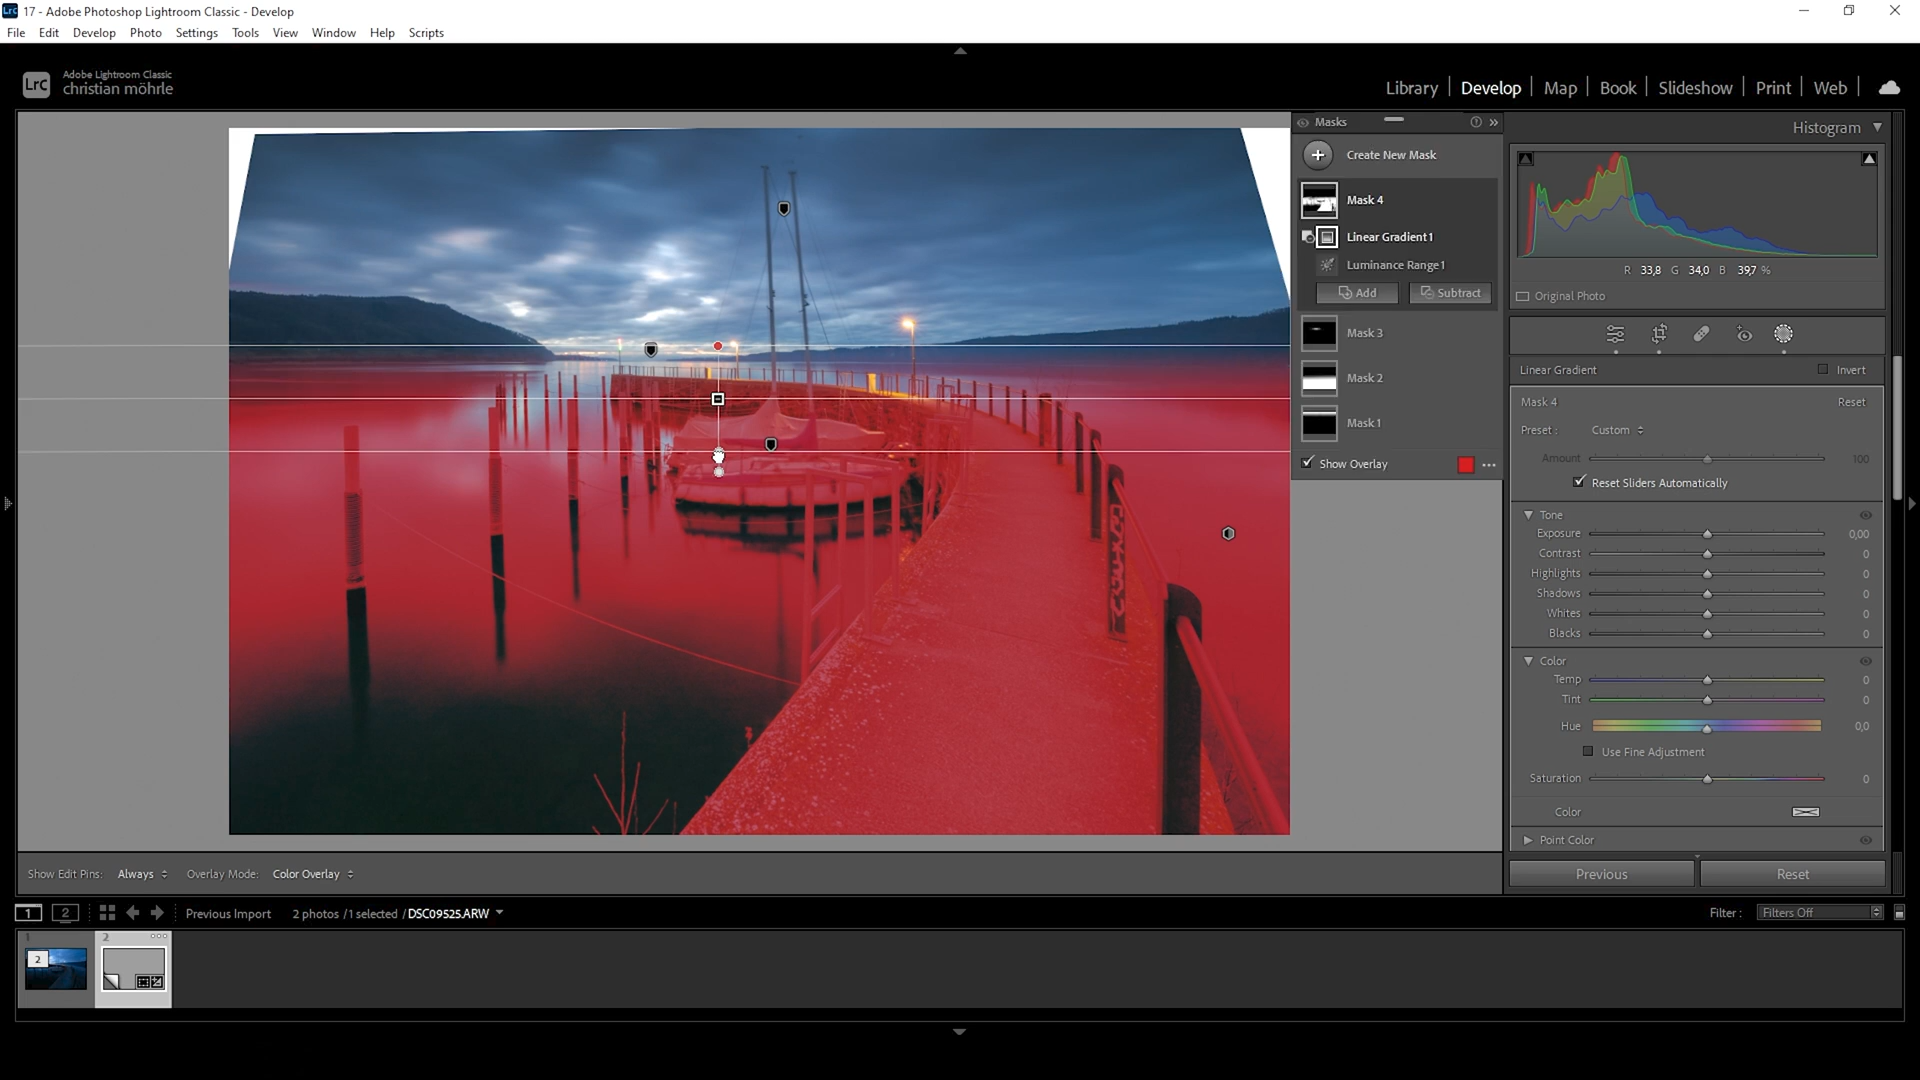 17 - Adobe Photoshop Lightroom Classic - Develop
File Edit Develop Photo Settings Tools View Window Help Scripts
Lrc
Adobe Lightroom Classic
christian möhrle
Library Develop Map Book Slideshow Print Web
Masks
Create New Mask
Mask 4
Linear Gradient 1
Luminance Range 1
Add Subtract
Mask 3
Mask 2
Mask 1
Show Overlay
Histogram
R 33,8 G 34,0 B 39,7 %
Original Photo
Linear Gradient Invert
Mask 4 Reset
Preset : Custom
Amount 100
Reset Sliders Automatically
Tone
Exposure 0,00
Contrast 0
Highlights 0
Shadows 0
Whites 0
Blacks 0
Color
Temp 0
Tint 0
Hue 0,0
Use Fine Adjustment
Saturation 0
Color
Point Color
Previous Reset
Show Edit Pins: Always Overlay Mode: Color Overlay
1 2 Previous Import 2 photos / 1 selected / DSC09525.ARW Filter : Filters Off
1 2
2